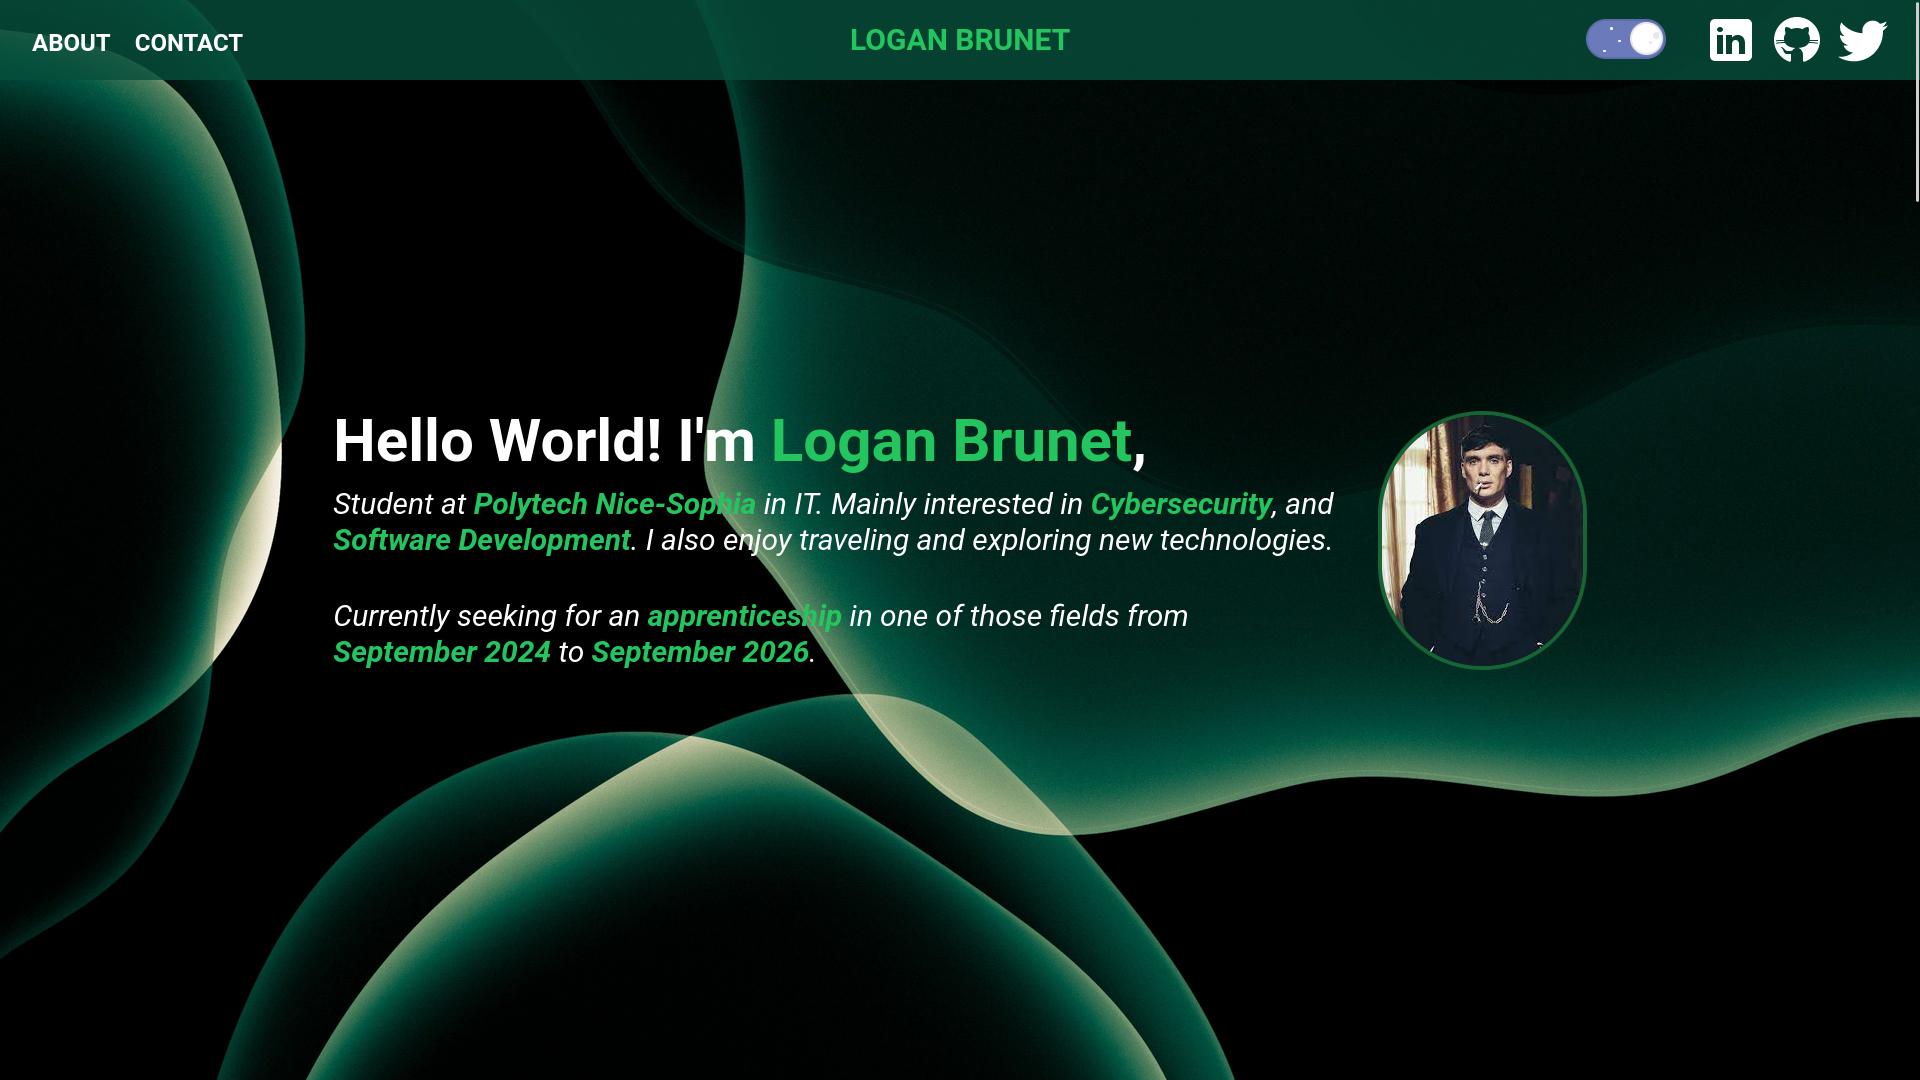 ABOUT CONTACT LOGAN BRUNET in
Hello World! I'm Logan Brunet,
Student at Polytech Nice-Sophia in IT. Mainly interested in Cybersecurity, and
Software Development. I also enjoy traveling and exploring new technologies.
Currently seeking for an apprenticeship in one of those fields from
September 2024 to September 2026.